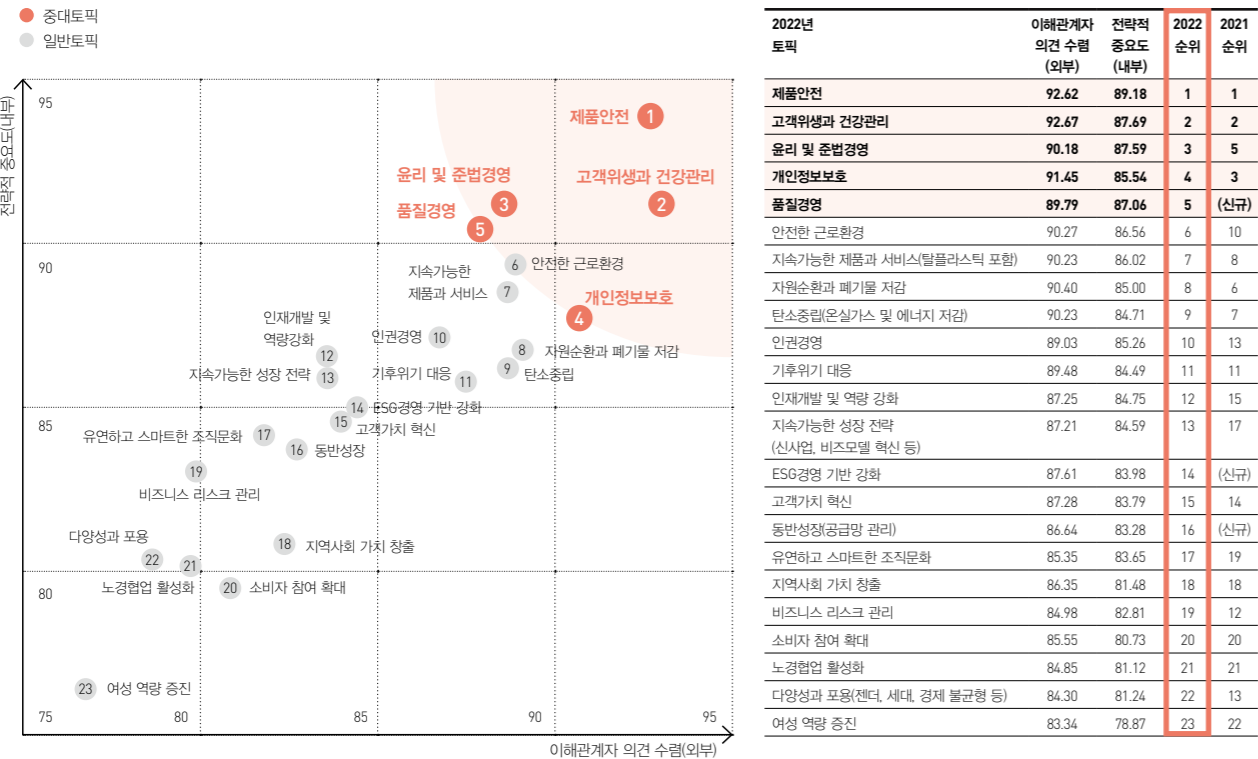 중대토픽
일반토픽
전략적 중요도(내부)
95
90
85
80
75
80
85
90
95
이해관계자 의견 수렴(외부)
제품안전 1
윤리 및 준법경영
3
고객위생과 건강관리
2
품질경영
5
6 안전한 근로환경
지속가능한
제품과 서비스 7
개인정보보호
4
인재개발 및
역량강화
12
인권경영 10
8 자원순환과 폐기물 저감
지속가능한 성장 전략 13
기후위기 대응 11
9 탄소중립
14 ESG경영 기반 강화
15 고객가치 혁신
유연하고 스마트한 조직문화 17
16 동반성장
19
비즈니스 리스크 관리
다양성과 포용
22
18 지역사회 가치 창출
21
노경협업 활성화
20 소비자 참여 확대
23 여성 역량 증진
2022년
토픽
이해관계자
의견 수렴
(외부)
전략적
중요도
(내부)
2022
순위
2021
순위
제품안전 92.62 89.18 1 1
고객위생과 건강관리 92.67 87.69 2 2
윤리 및 준법경영 90.18 87.59 3 5
개인정보보호 91.45 85.54 4 3
품질경영 89.79 87.06 5 (신규)
안전한 근로환경 90.27 86.56 6 10
지속가능한 제품과 서비스(탈플라스틱 포함) 90.23 86.02 7 8
자원순환과 폐기물 저감 90.40 85.00 8 6
탄소중립(온실가스 및 에너지 저감) 90.23 84.71 9 7
인권경영 89.03 85.26 10 13
기후위기 대응 89.48 84.49 11 11
인재개발 및 역량 강화 87.25 84.75 12 15
지속가능한 성장 전략 87.21 84.59 13 17
(신사업, 비즈모델 혁신 등)
ESG경영 기반 강화 87.61 83.98 14 (신규)
고객가치 혁신 87.28 83.79 15 14
동반성장(공급망 관리) 86.64 83.28 16 (신규)
유연하고 스마트한 조직문화 85.35 83.65 17 19
지역사회 가치 창출 86.35 81.48 18 18
비즈니스 리스크 관리 84.98 82.81 19 12
소비자 참여 확대 85.55 80.73 20 20
노경협업 활성화 84.85 81.12 21 21
다양성과 포용(젠더, 세대, 경제 불균형 등) 84.30 81.24 22 13
여성 역량 증진 83.34 78.87 23 22